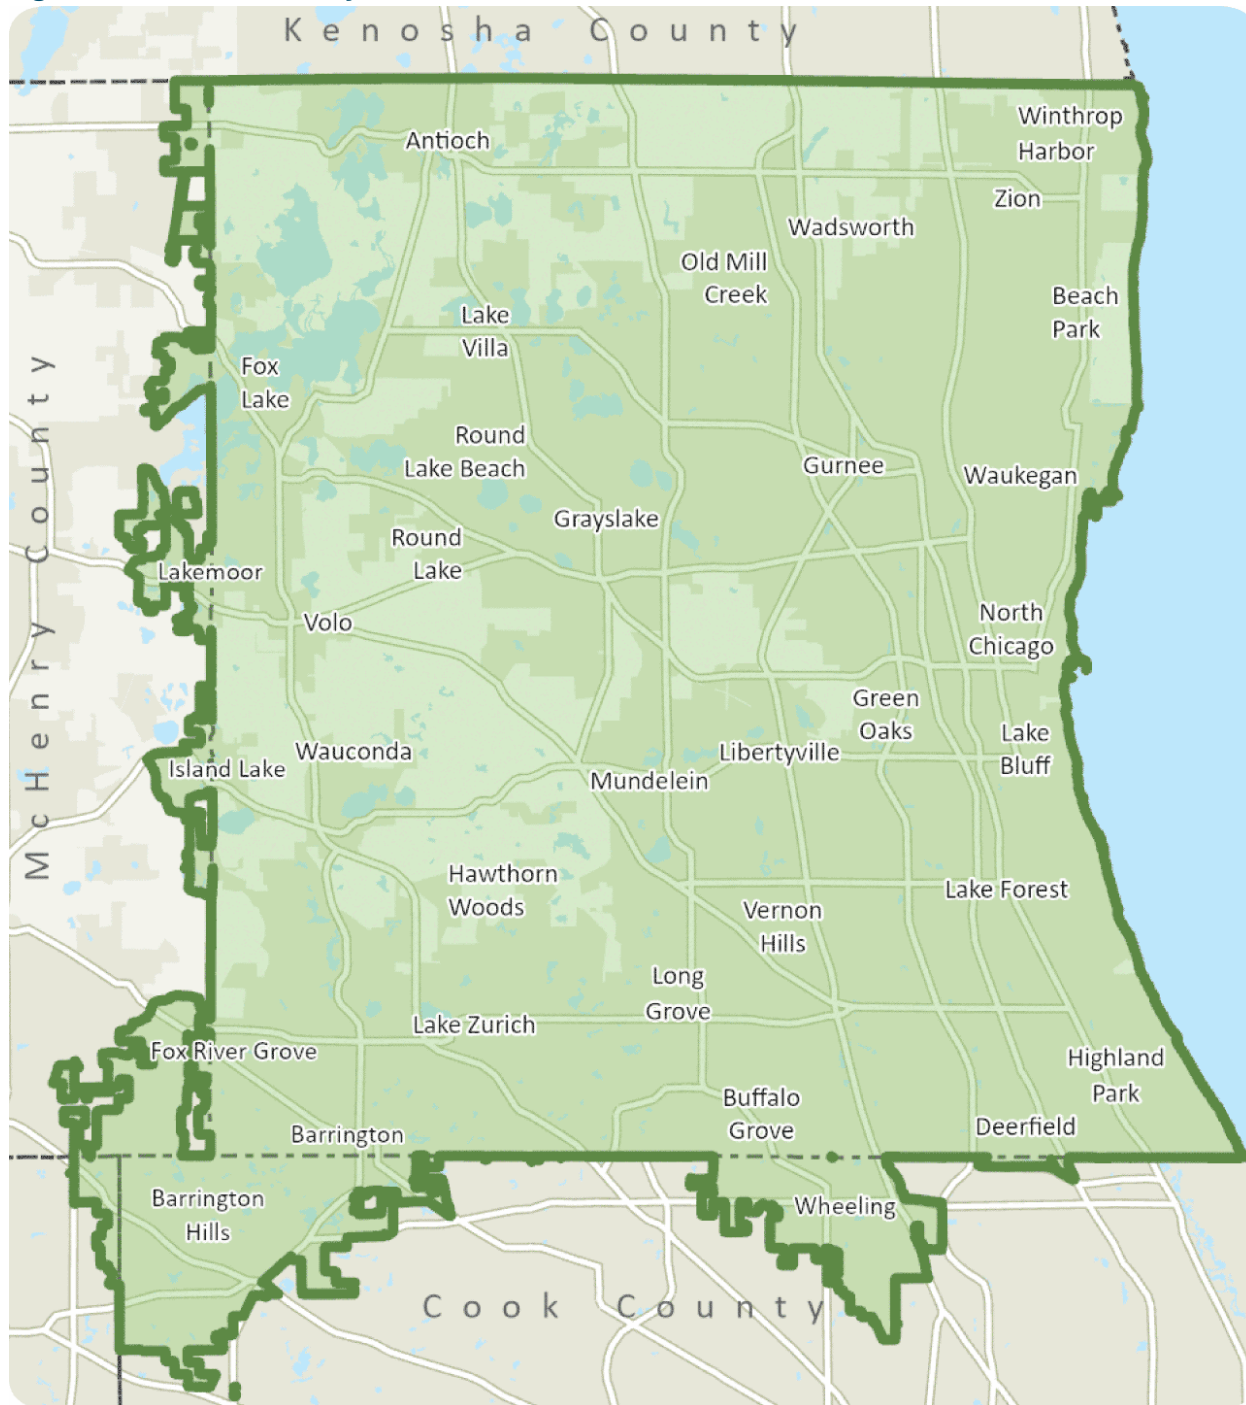 Kenosha County
Winthrop
Harbor
Antioch
Zion
Wadsworth
Old Mill
Creek
Beach
Park
Lake
Villa
Fox
Lake
McHenry County
Round
Lake Beach
Gurnee
Waukegan
Grayslake
Round
Lake
Lakemoor
Volo
North
Chicago
Green
Oaks
Lake
Bluff
Wauconda
Libertyville
Island Lake
Mundelein
Hawthorn
Woods
Lake Forest
Vernon
Hills
Long
Grove
Lake Zurich
Fox River Grove
Highland
Park
Buffalo
Grove
Deerfield
Barrington
Barrington
Hills
Wheeling
Cook County